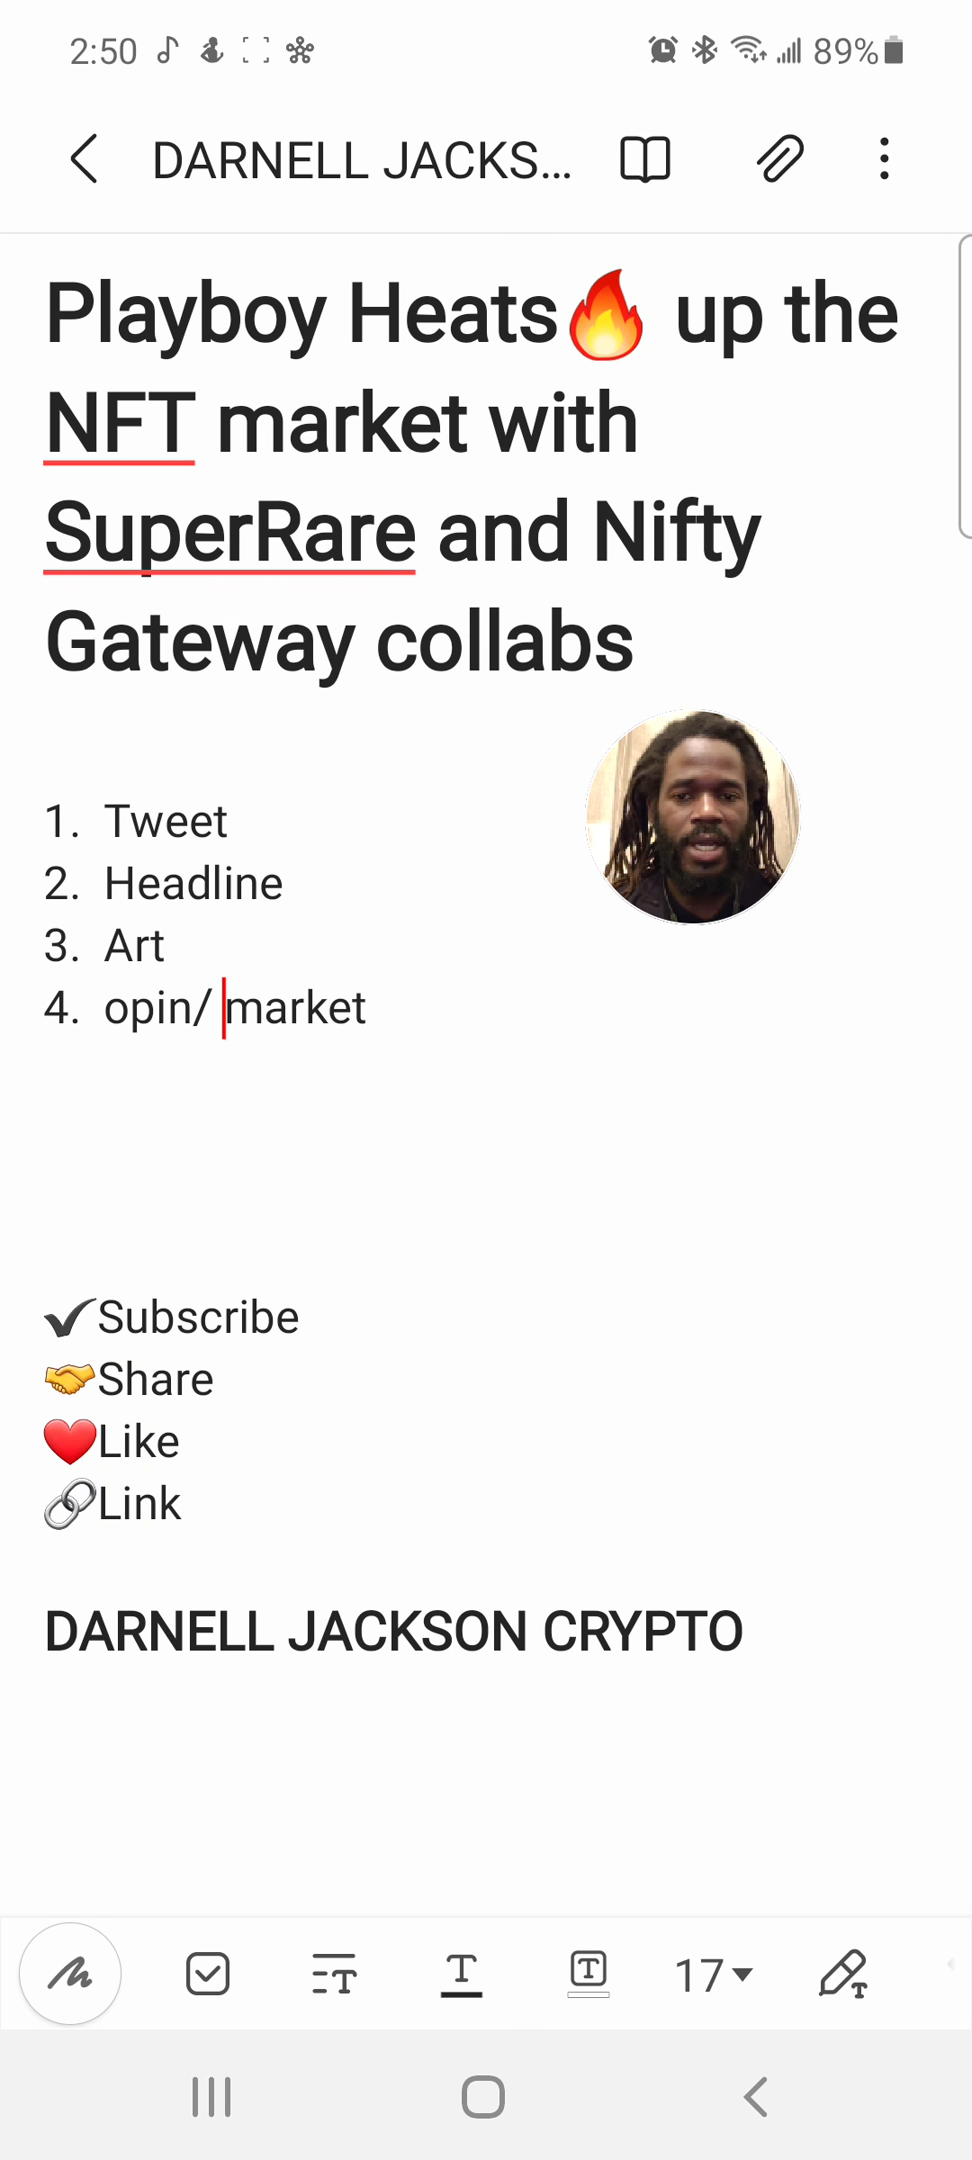 2:50 89%
DARNELL JACKS...
Playboy Heats🔥 up the
NFT market with
SuperRare and Nifty
Gateway collabs
1. Tweet
2. Headline
3. Art
4. opin/ market
✔Subscribe
🤝Share
❤️Like
🔗Link
DARNELL JACKSON CRYPTO
T T T 17 T